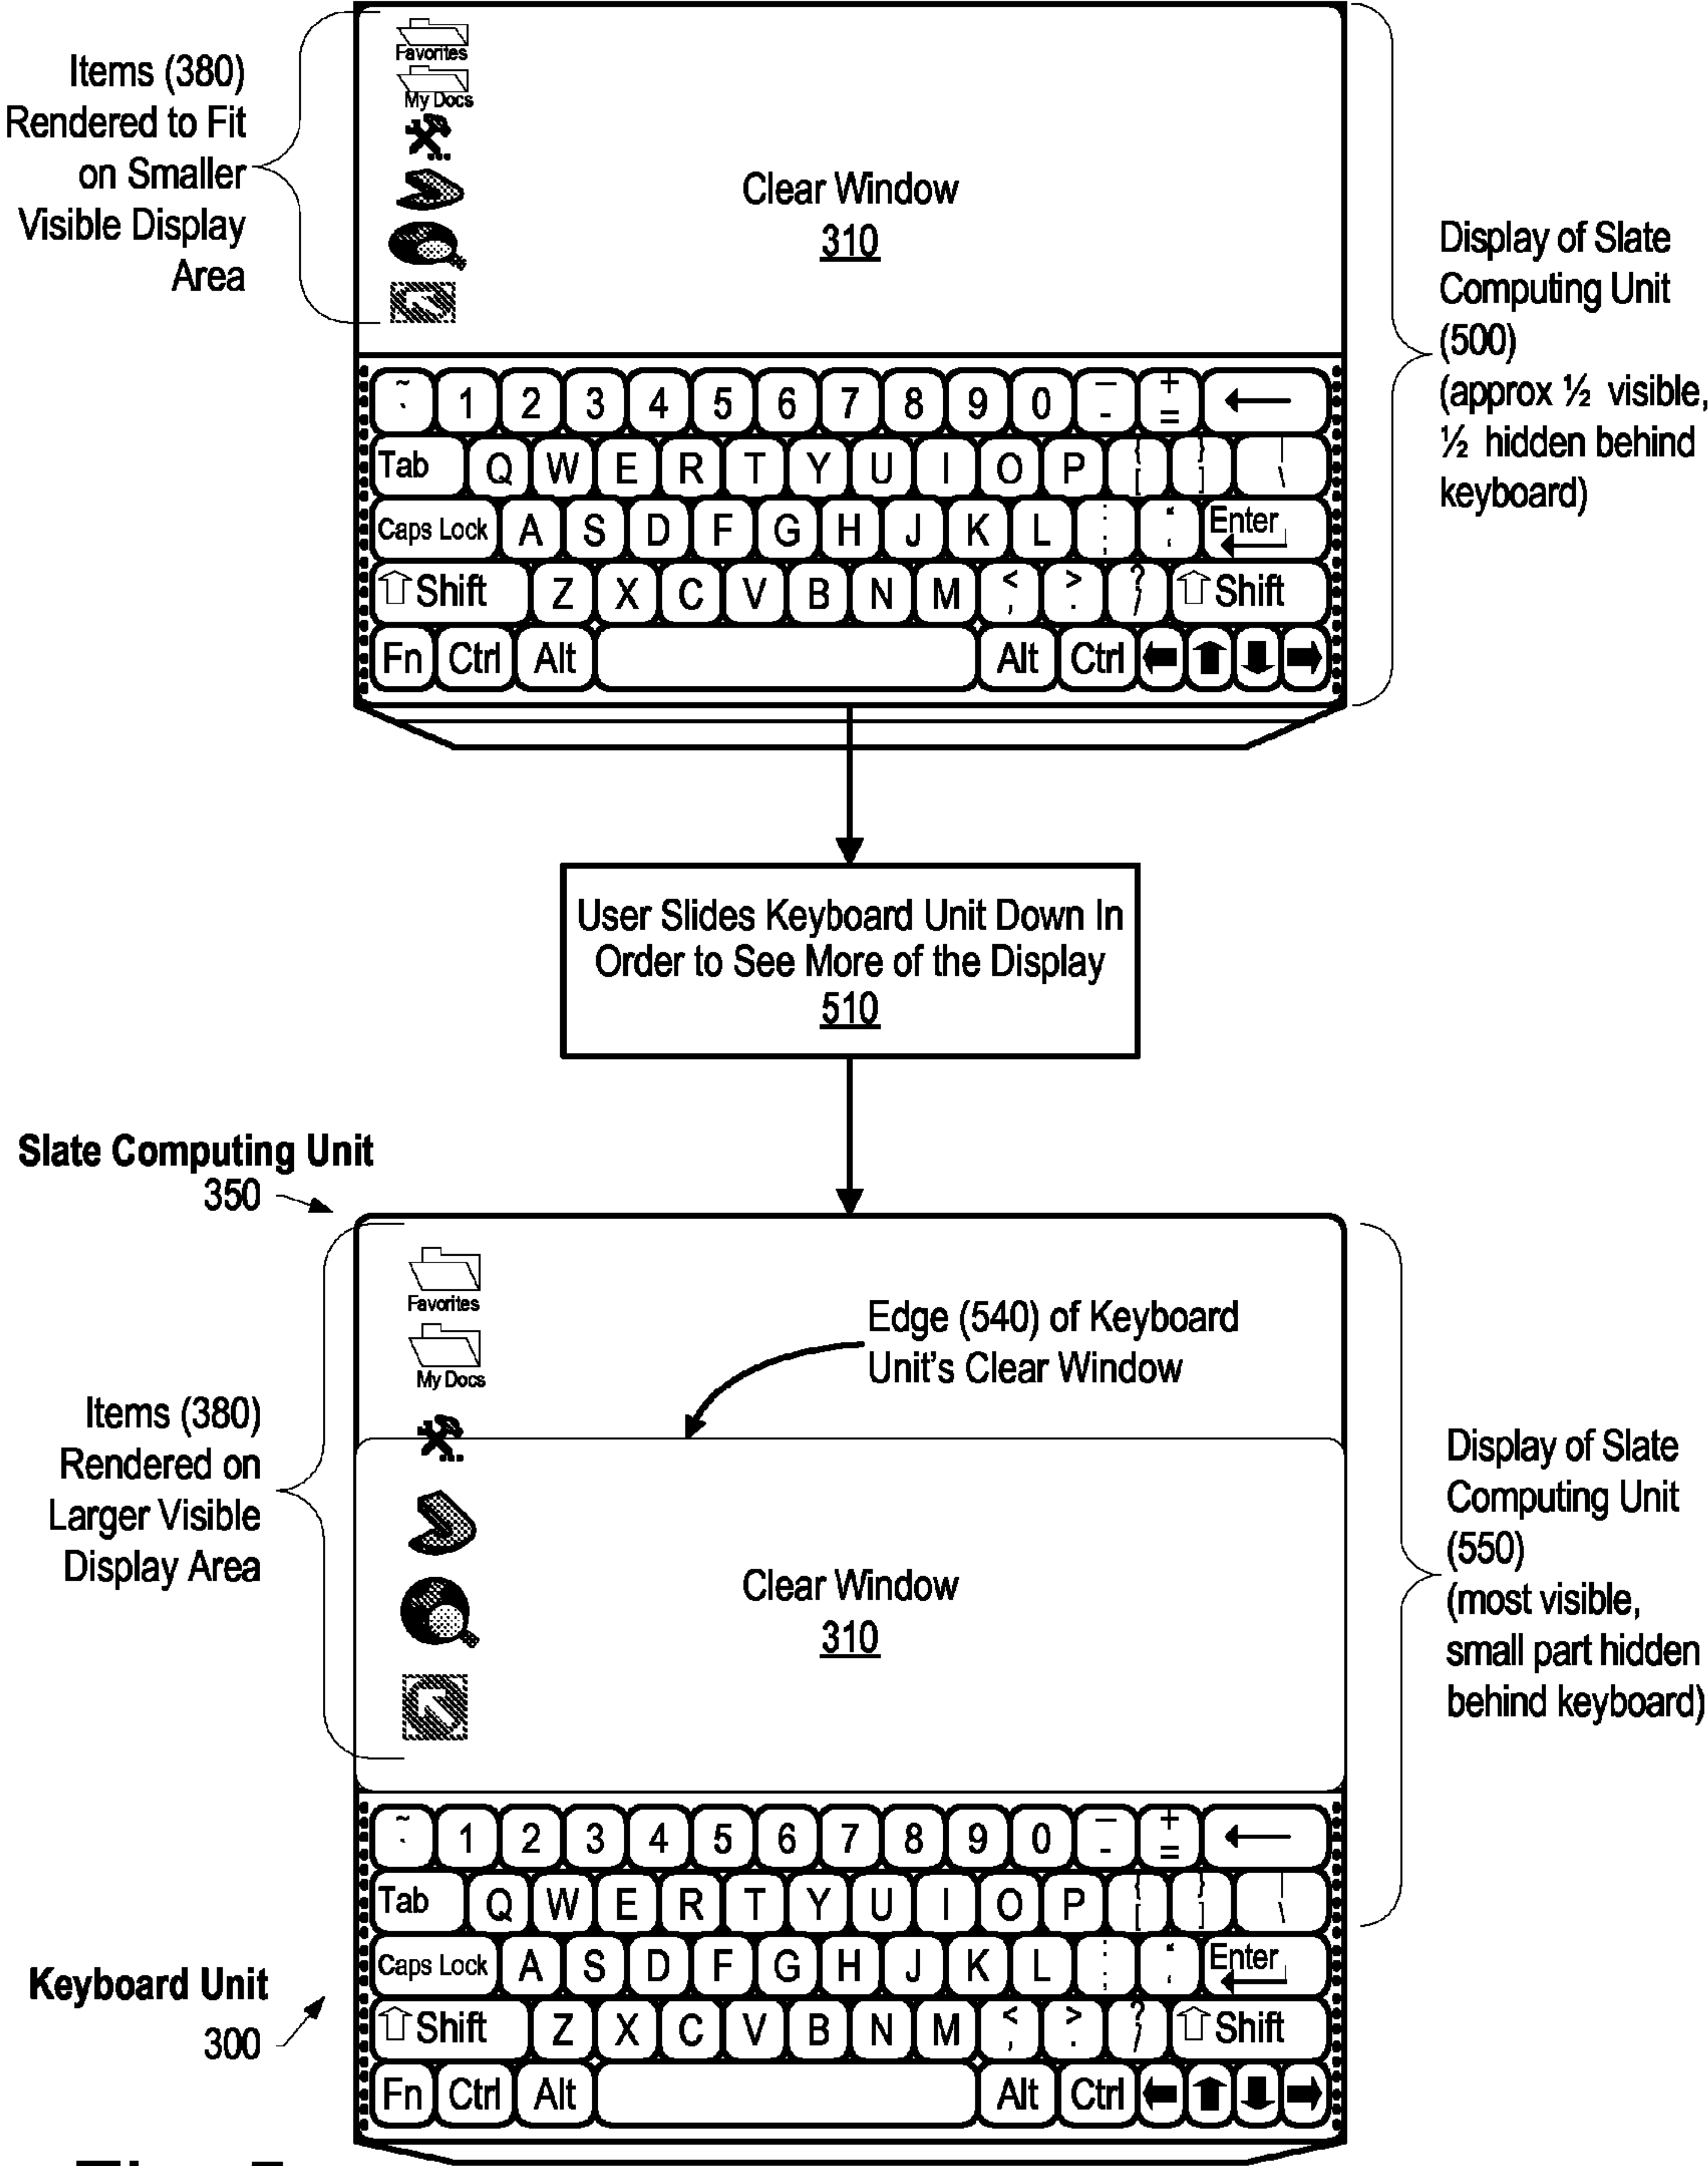 Items (380)
Rendered to Fit
on Smaller
Visible Display
Area
Favorites
My Docs
Clear Window
310
Display of Slate
Computing Unit
(500)
(approx ½ visible,
½ hidden behind
keyboard)
~ ` 1 2 3 4 5 6 7 8 9 0 — - + = ←
Tab Q W E R T Y U I O P { [ } ] | \
Caps Lock A S D F G H J K L : ; “ ‘ Enter
⇧ Shift Z X C V B N M < , > . ? / ⇧ Shift
Fn Ctrl Alt Alt Ctrl ← ↑ ↓ →
User Slides Keyboard Unit Down In
Order to See More of the Display
510
Slate Computing Unit
350
Items (380)
Rendered on
Larger Visible
Display Area
Favorites
My Docs
Edge (540) of Keyboard
Unit's Clear Window
Clear Window
310
Display of Slate
Computing Unit
(550)
(most visible,
small part hidden
behind keyboard)
Keyboard Unit
300
~ ` 1 2 3 4 5 6 7 8 9 0 — - + = ←
Tab Q W E R T Y U I O P { [ } ] | \
Caps Lock A S D F G H J K L : ; “ ‘ Enter
⇧ Shift Z X C V B N M < , > . ? / ⇧ Shift
Fn Ctrl Alt Alt Ctrl ← ↑ ↓ →